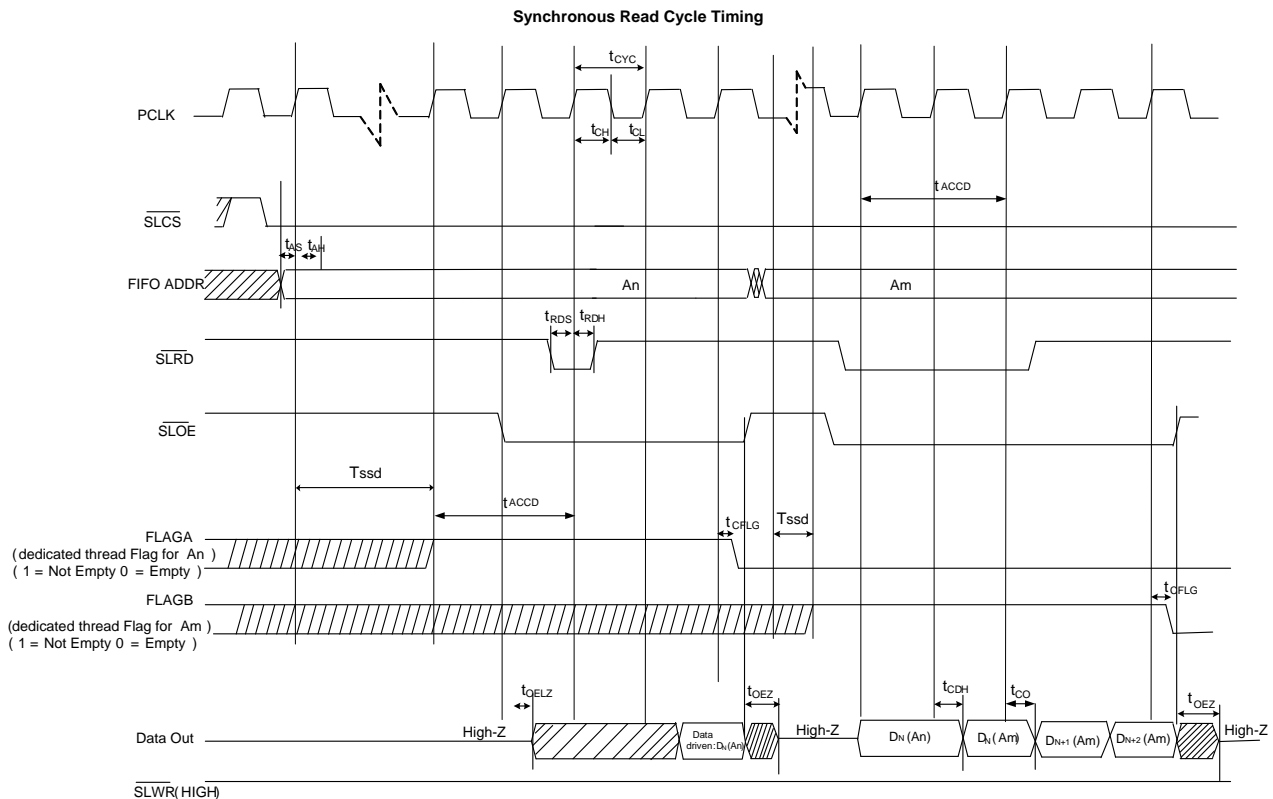 Synchronous Read Cycle Timing
tCYC
PCLK
tCH
tCL
tACCD
SLCS
tAS
tAH
FIFO ADDR
An
Am
tRDS
tRDH
SLRD
SLOE
Tssd
tACCD
tCFLG
Tssd
FLAGA
(dedicated thread Flag for An )
( 1 = Not Empty 0 = Empty )
FLAGB
tCFLG
(dedicated thread Flag for Am )
( 1 = Not Empty 0 = Empty )
tOELZ
tOEZ
tCDH
tCO
tOEZ
Data Out
High-Z
Data
driven:DN(An)
High-Z
DN(An)
DN(Am)
DN+1(Am)
DN+2(Am)
High-Z
SLWR(HIGH)